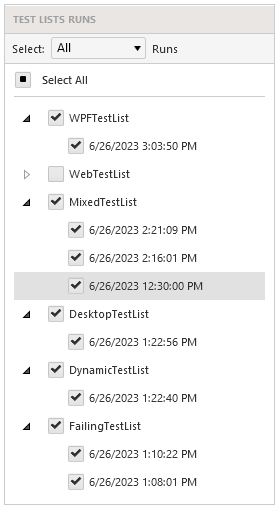 TEST LISTS RUNS
Select: All Runs
Select All
WPFTestList
6/26/2023 3:03:50 PM
WebTestList
MixedTestList
6/26/2023 2:21:09 PM
6/26/2023 2:16:01 PM
6/26/2023 12:30:00 PM
DesktopTestList
6/26/2023 1:22:56 PM
DynamicTestList
6/26/2023 1:22:40 PM
FailingTestList
6/26/2023 1:10:22 PM
6/26/2023 1:08:01 PM